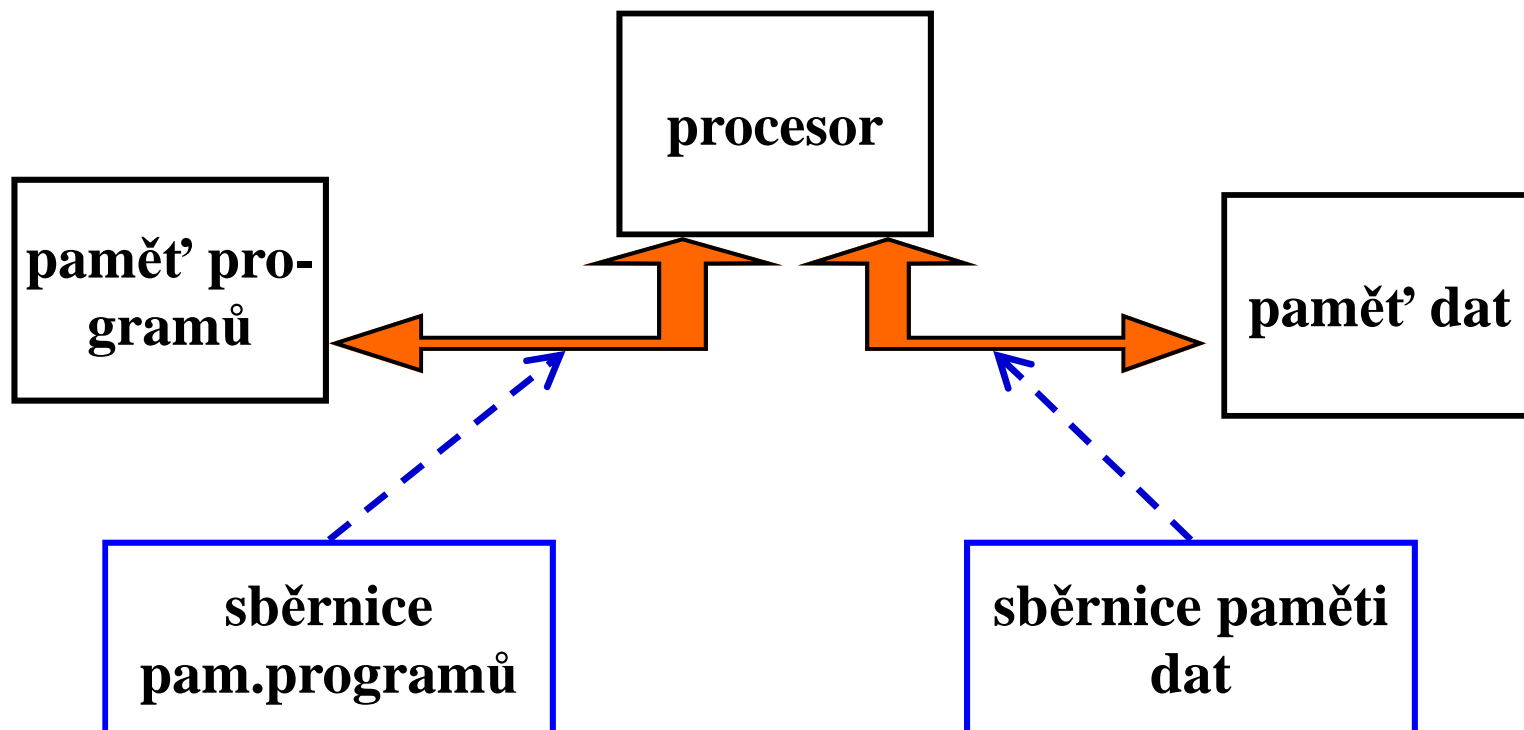 procesor
paměť pro-
gramů
paměť dat
sběrnice
pam.programů
sběrnice paměti
dat